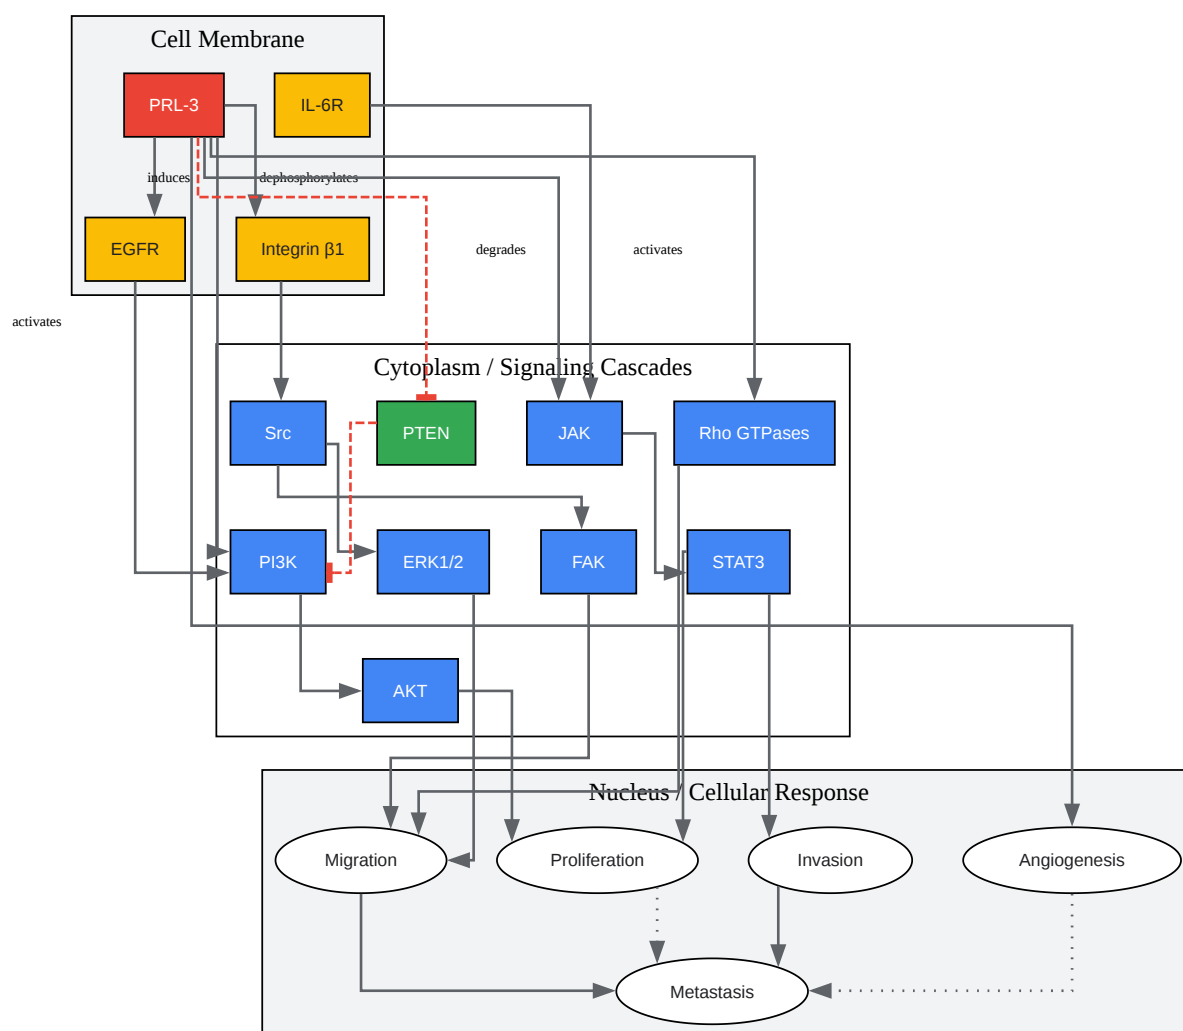 Cell Membrane
PRL-3
IL-6R
induces
dephosphorylates
EGFR
Integrin β1
degrades
activates
activates
Cytoplasm / Signaling Cascades
Src
PTEN
JAK
Rho GTPases
PI3K
ERK1/2
FAK
STAT3
AKT
Nucleus / Cellular Response
Migration
Proliferation
Invasion
Angiogenesis
Metastasis